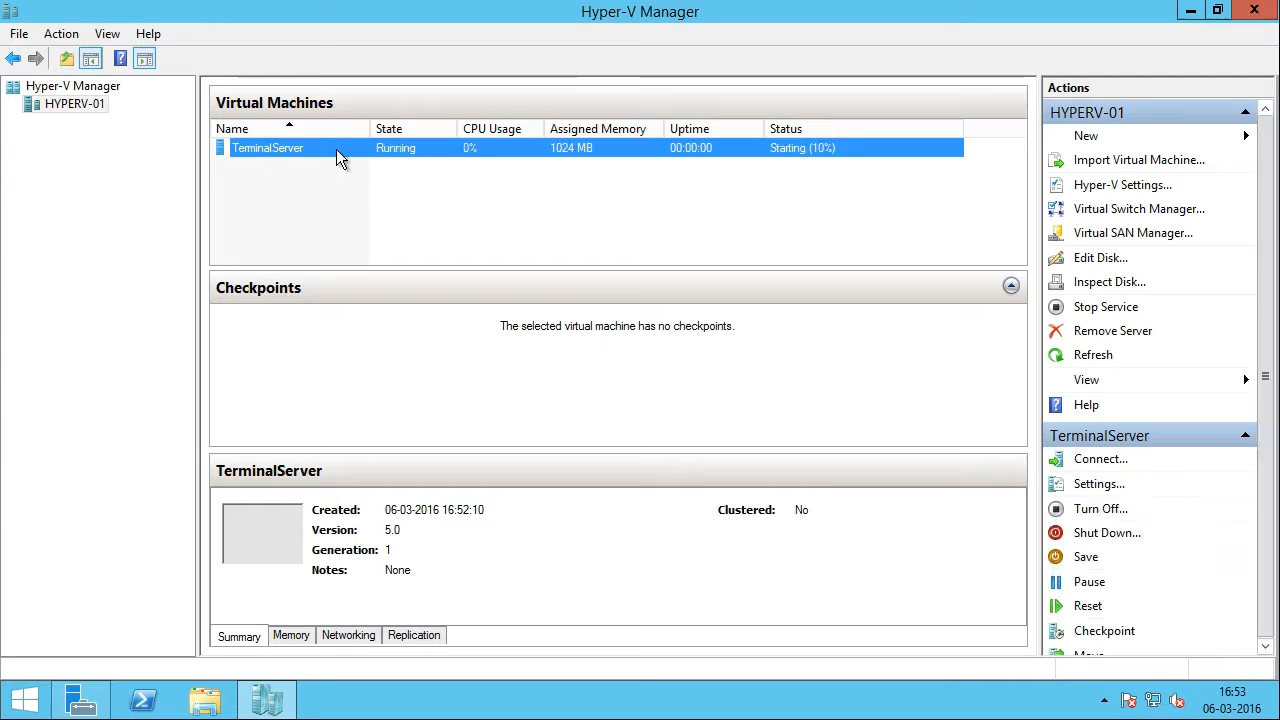 Hyper-V Manager
File Action View Help
Hyper-V Manager
HYPERV-01
Virtual Machines
Name State CPU Usage Assigned Memory Uptime Status
TerminalServer Running 0% 1024 MB 00:00:00 Starting (10%)
Checkpoints
The selected virtual machine has no checkpoints.
TerminalServer
Created: 06-03-2016 16:52:10 Clustered: No
Version: 5.0
Generation: 1
Notes: None
Summary Memory Networking Replication
Actions
HYPERV-01
New
Import Virtual Machine...
Hyper-V Settings...
Virtual Switch Manager...
Virtual SAN Manager...
Edit Disk...
Inspect Disk...
Stop Service
Remove Server
Refresh
View
Help
TerminalServer
Connect...
Settings...
Turn Off...
Shut Down...
Save
Pause
Reset
Checkpoint
16:53
06-03-2016